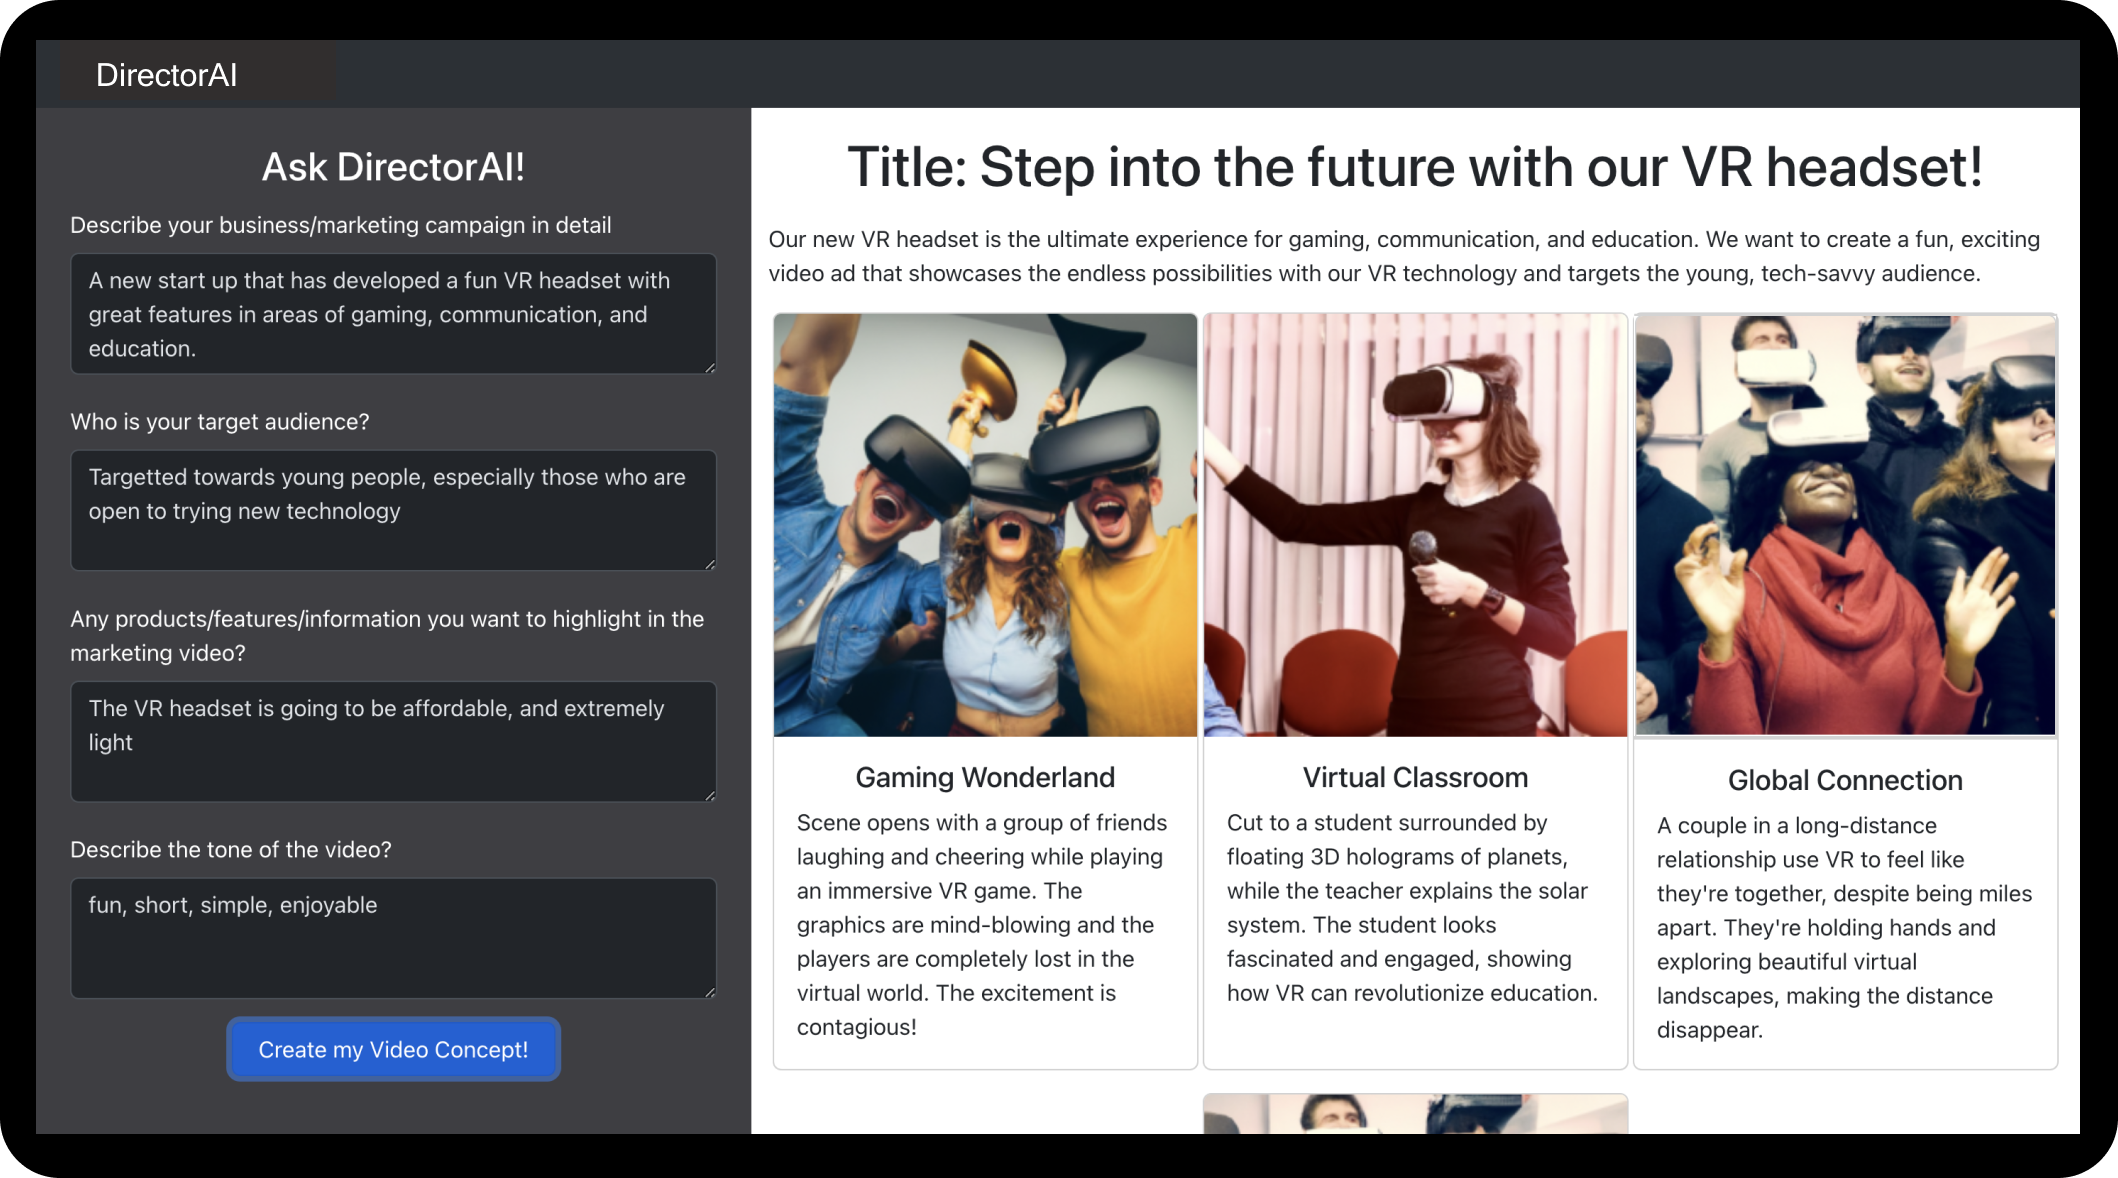 DirectorAI
Ask DirectorAI!
Describe your business/marketing campaign in detail
A new start up that has developed a fun VR headset with
great features in areas of gaming, communication, and
education.
Who is your target audience?
Targetted towards young people, especially those who are
open to trying new technology
Any products/features/information you want to highlight in the
marketing video?
The VR headset is going to be affordable, and extremely
light
Describe the tone of the video?
fun, short, simple, enjoyable
Create my Video Concept!
Title: Step into the future with our VR headset!
Our new VR headset is the ultimate experience for gaming, communication, and education. We want to create a fun, exciting
video ad that showcases the endless possibilities with our VR technology and targets the young, tech-savvy audience.
Gaming Wonderland
Scene opens with a group of friends
laughing and cheering while playing
an immersive VR game. The
graphics are mind-blowing and the
players are completely lost in the
virtual world. The excitement is
contagious!
Virtual Classroom
Cut to a student surrounded by
floating 3D holograms of planets,
while the teacher explains the solar
system. The student looks
fascinated and engaged, showing
how VR can revolutionize education.
Global Connection
A couple in a long-distance
relationship use VR to feel like
they're together, despite being miles
apart. They're holding hands and
exploring beautiful virtual
landscapes, making the distance
disappear.